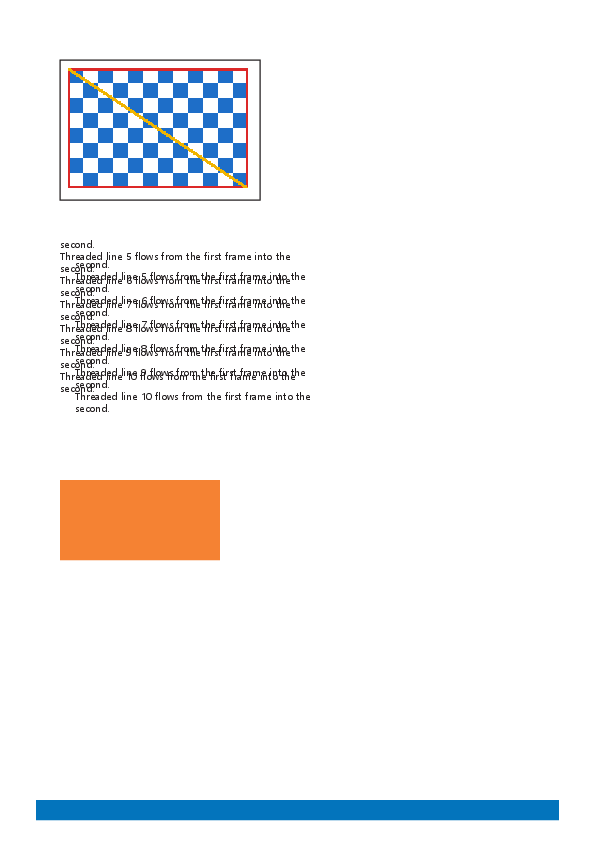 second.
Threaded line 5 flows from the first frame into the
second.
Threaded line 6 flows from the first frame into the
second.
Threaded line 7 flows from the first frame into the
second.
Threaded line 8 flows from the first frame into the
second.
Threaded line 9 flows from the first frame into the
second.
Threaded line 10 flows from the first frame into the
second.
second.
Threaded line 5 flows from the first frame into the
second.
Threaded line 6 flows from the first frame into the
second.
Threaded line 7 flows from the first frame into the
second.
Threaded line 8 flows from the first frame into the
second.
Threaded line 9 flows from the first frame into the
second.
Threaded line 10 flows from the first frame into the
second.